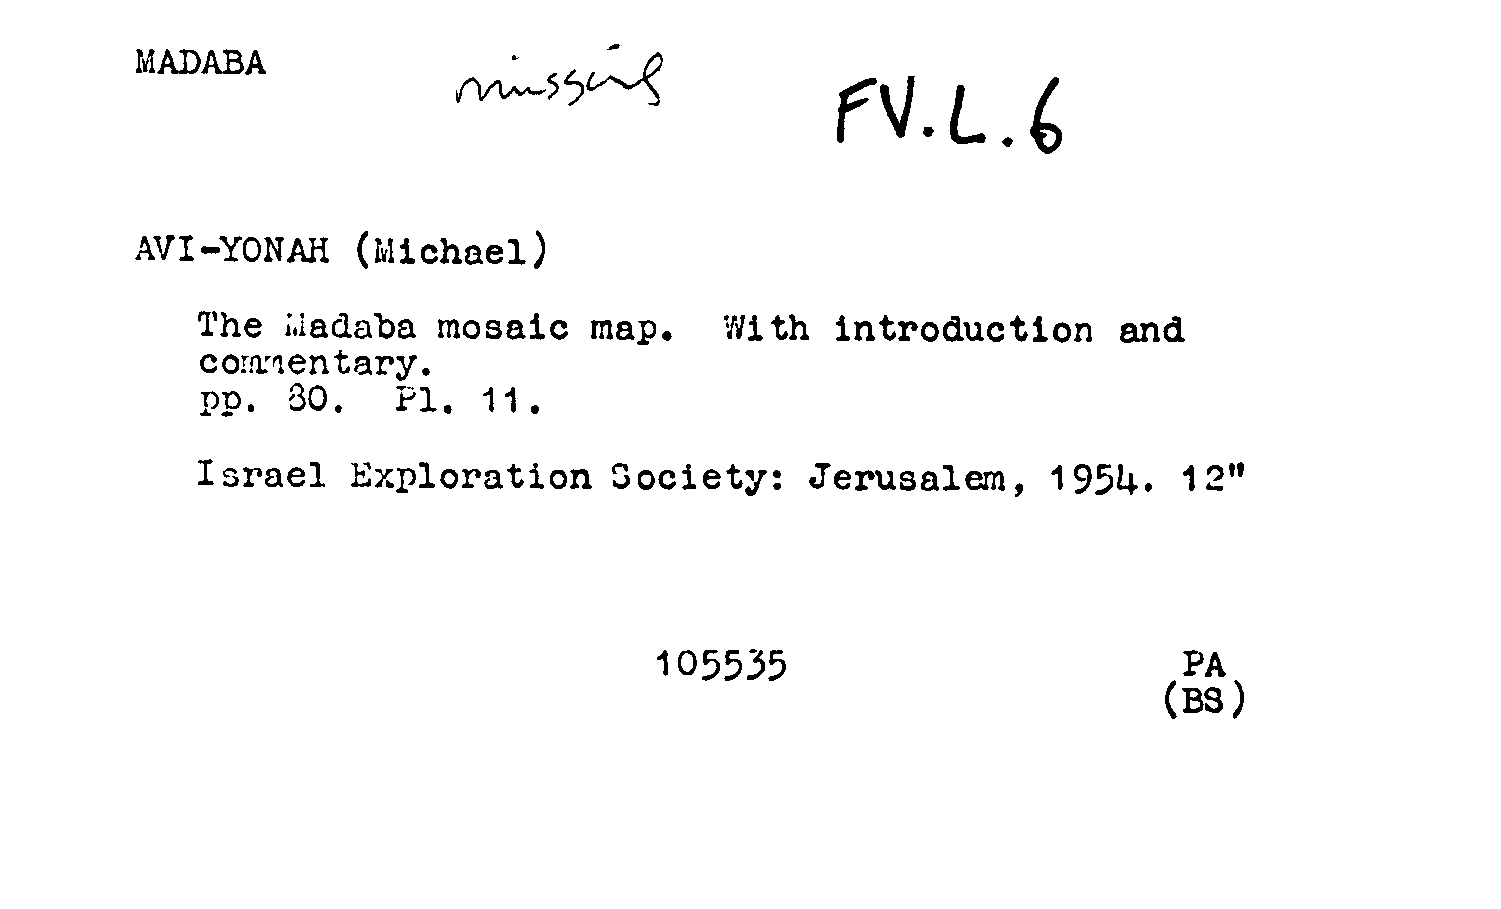 MADABA
missing
FV.L.6
AVI-YONAH (Michael)
The Madaba mosaic map. With introduction and
commentary.
pp. 80. Pl. 11.
Israel Exploration Society: Jerusalem, 1954. 12"
105535
PA
(BS)